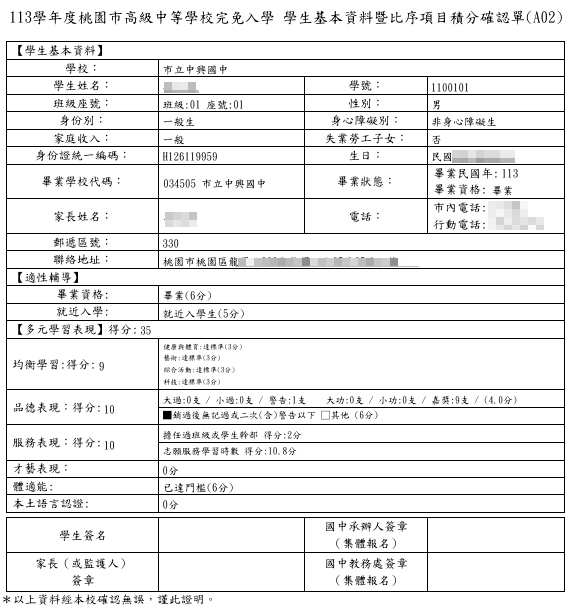 113學年度桃園市高級中等學校完免入學 學生基本資料暨比序項目積分確認單(A02)
【學生基本資料】
學校： 市立中興國中
學生姓名： 學號： 1100101
班級座號： 班級:01 座號:01 性別： 男
身份別： 一般生 身心障礙別： 非身心障礙生
家庭收入： 一般 失業勞工子女： 否
身份證統一編碼： H126119959 生日： 民國
畢業學校代碼： 034505 市立中興國中 畢業狀態： 畢業民國年:113
畢業資格: 畢業
家長姓名： 電話： 市內電話:
行動電話:
郵遞區號： 330
聯絡地址： 桃園市桃園區龍
【適性輔導】
畢業資格: 畢業(6分)
就近入學: 就近入學生(5分)
【多元學習表現】得分:35
均衡學習:得分:9
健康與體育:達標準(3分)
藝術:達標準(3分)
綜合活動:達標準(3分)
科技:達標準(3分)
品德表現：得分:10
大過:0支 / 小過:0支 / 警告:1支 大功:0支 / 小功:0支 / 嘉獎:9支 / (4.0分)
■銷過後無記過或二次(含)警告以下 □其他 (6分)
服務表現：得分:10
擔任過班級或學生幹部 得分:2分
志願服務學習時數 得分:10.8分
才藝表現： 0分
體適能: 已達門檻(6分)
本土語言認證: 0分
學生簽名 國中承辦人簽章
（集體報名）
家長（或監護人）
簽章
國中教務處簽章
（集體報名）
＊以上資料經本校確認無誤，謹此證明。